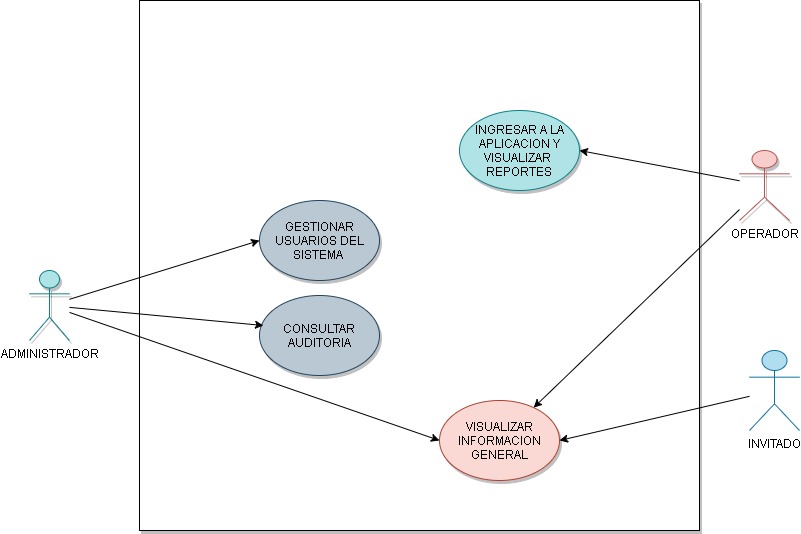 INGRESAR A LA
APLICACION Y
VISUALIZAR
REPORTES
OPERADOR
GESTIONAR
USUARIOS DEL
SISTEMA
ADMINISTRADOR
CONSULTAR
AUDITORIA
VISUALIZAR
INFORMACION
GENERAL
INVITADO